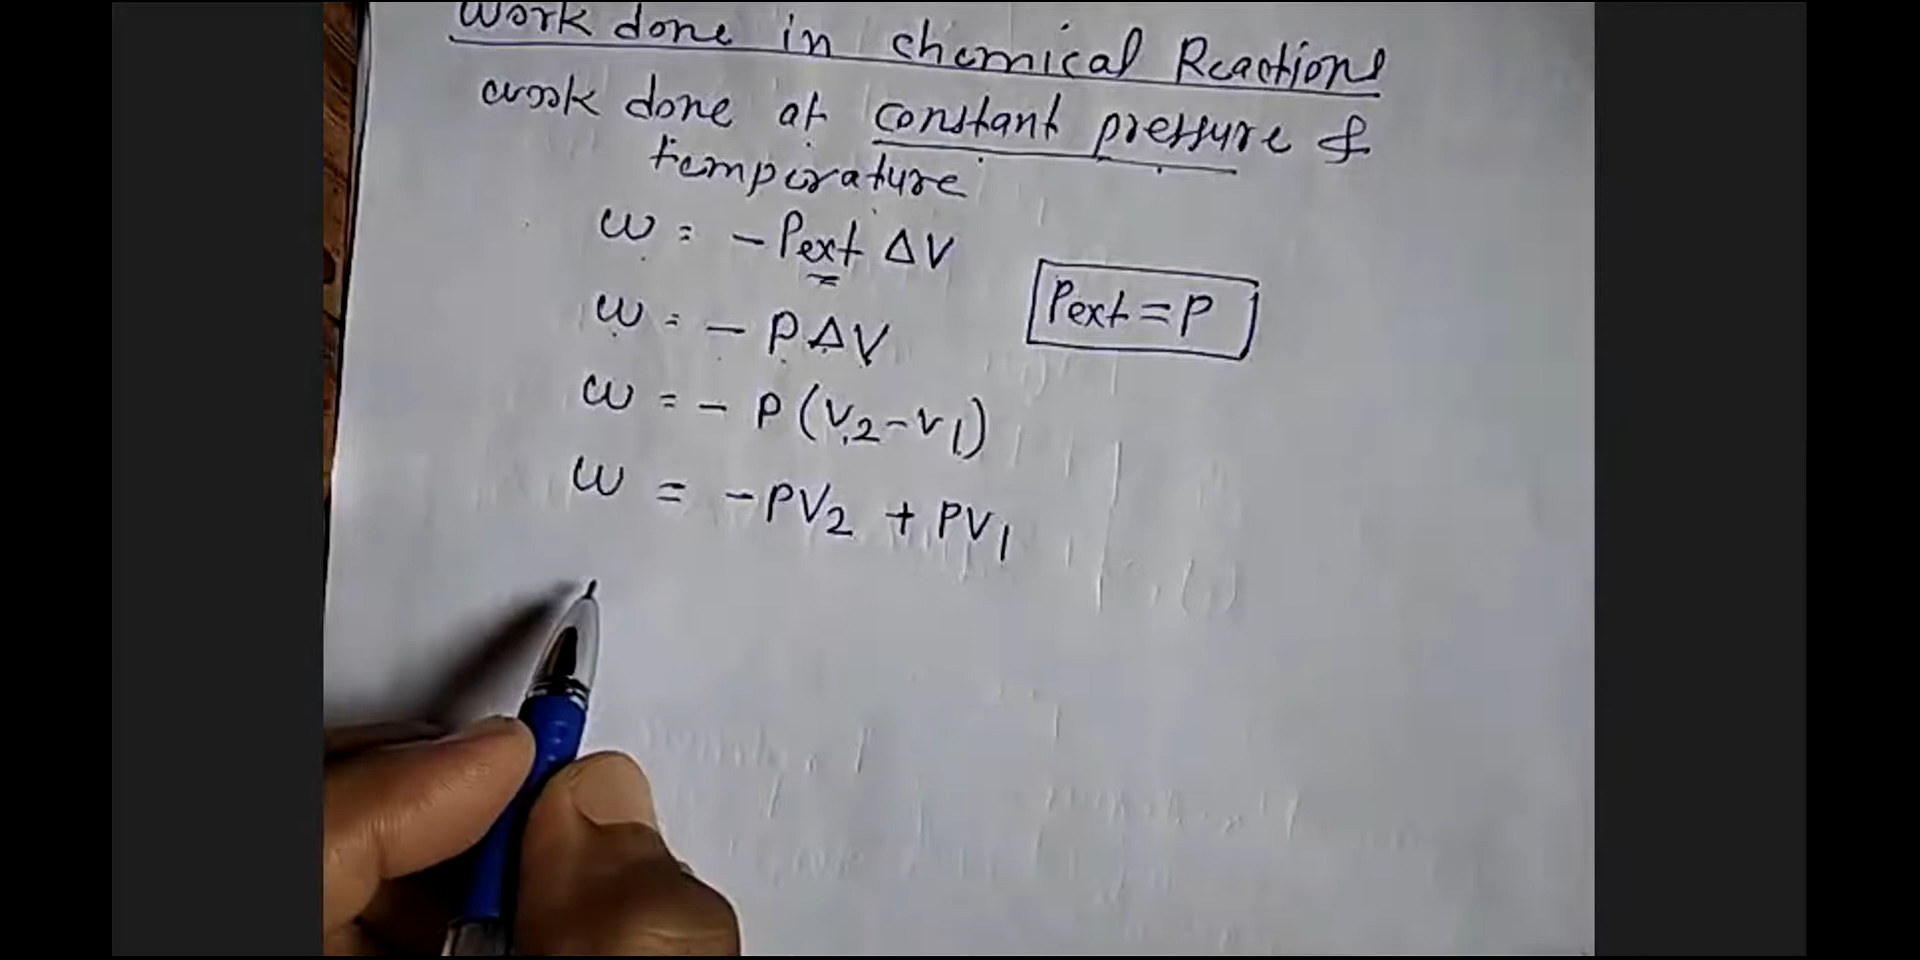 Work done in chemical Reactions
work done at constant pressure &
temperature
w = - Pext ΔV
Pext = P
w = - PΔV
w = - P (V2-V1)
w = -PV2 + PV1